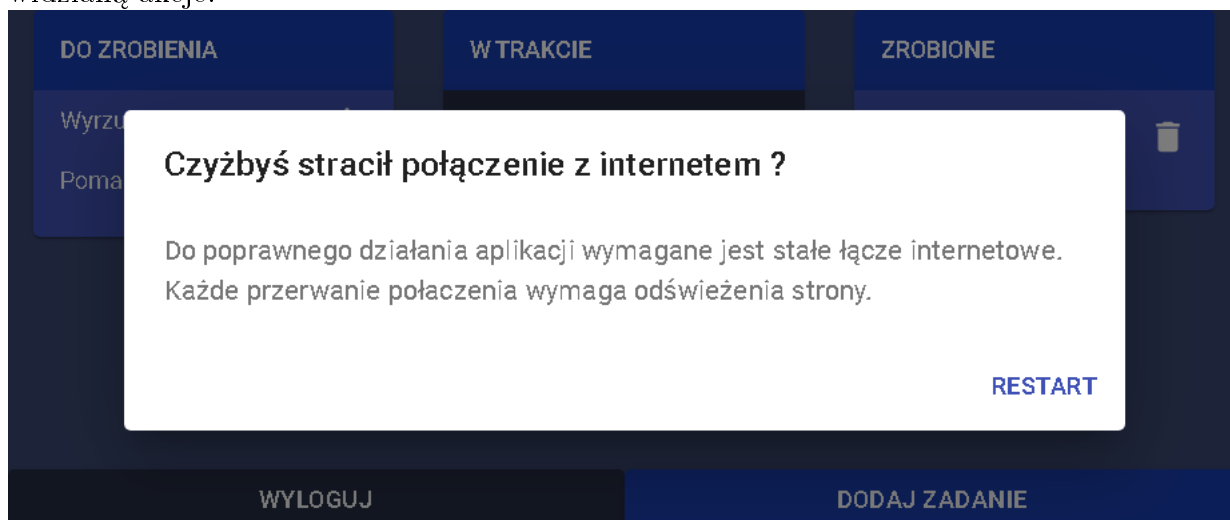 DO ZROBIENIA
W TRAKCIE
ZROBIONE
Czyżbyś stracił połączenie z internetem ?
Do poprawnego działania aplikacji wymagane jest stałe łącze internetowe.
Każde przerwanie połaczenia wymaga odświeżenia strony.
RESTART
WYLOGUJ
DODAJ ZADANIE